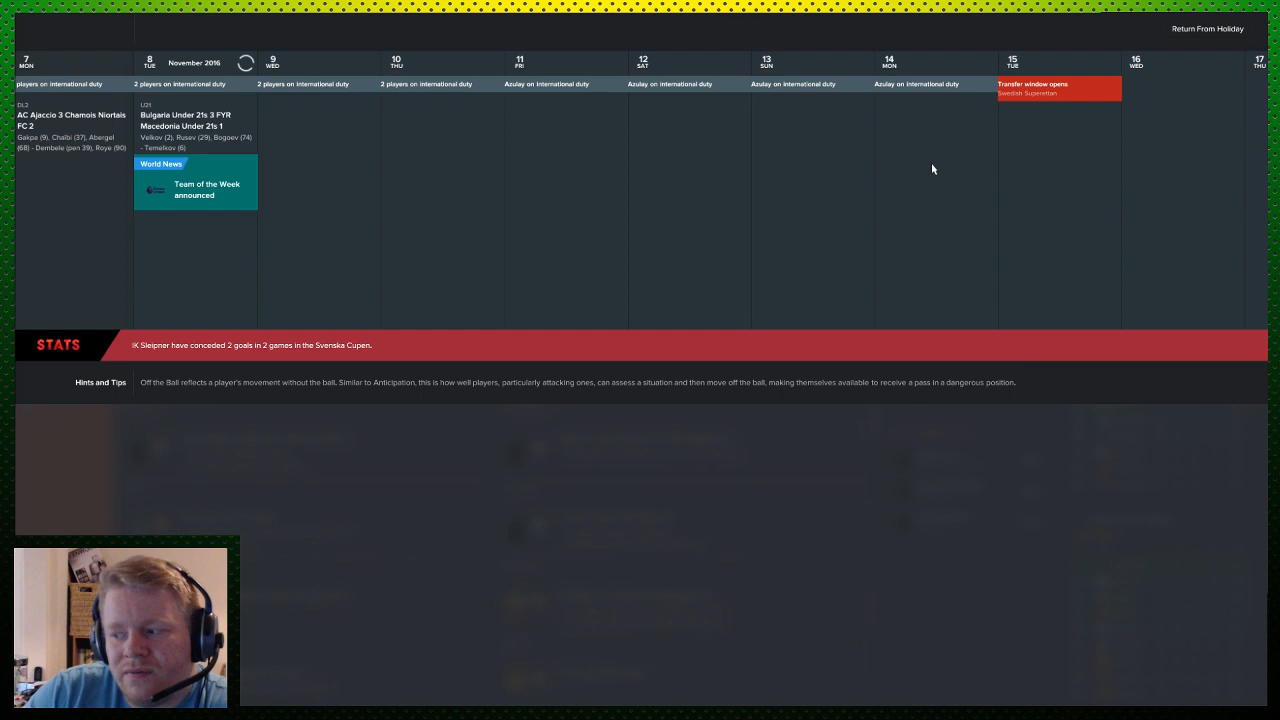 Return From Holiday
7
MON
8
TUE
November 2016
9
WED
10
THU
11
FRI
12
SAT
13
SUN
14
MON
15
TUE
16
WED
17
THU
players on international duty
2 players on international duty
2 players on international duty
2 players on international duty
Azulay on international duty
Azulay on international duty
Azulay on international duty
Azulay on international duty
Transfer window opens
Swedish Superettan
DL2
AC Ajaccio 3 Chamois Niortais
FC 2
Gakpa (9), Chaïbi (37), Abergel
(68) - Dembele (pen 39), Roye (90)
U21
Bulgaria Under 21s 3 FYR
Macedonia Under 21s 1
Velkov (2), Rusev (29), Bogoev (74)
- Temelkov (6)
World News
Team of the Week
announced
STATS
IK Sleipner have conceded 2 goals in 2 games in the Svenska Cupen.
Hints and Tips
Off the Ball reflects a player's movement without the ball. Similar to Anticipation, this is how well players, particularly attacking ones, can assess a situation and then move off the ball, making themselves available to receive a pass in a dangerous position.